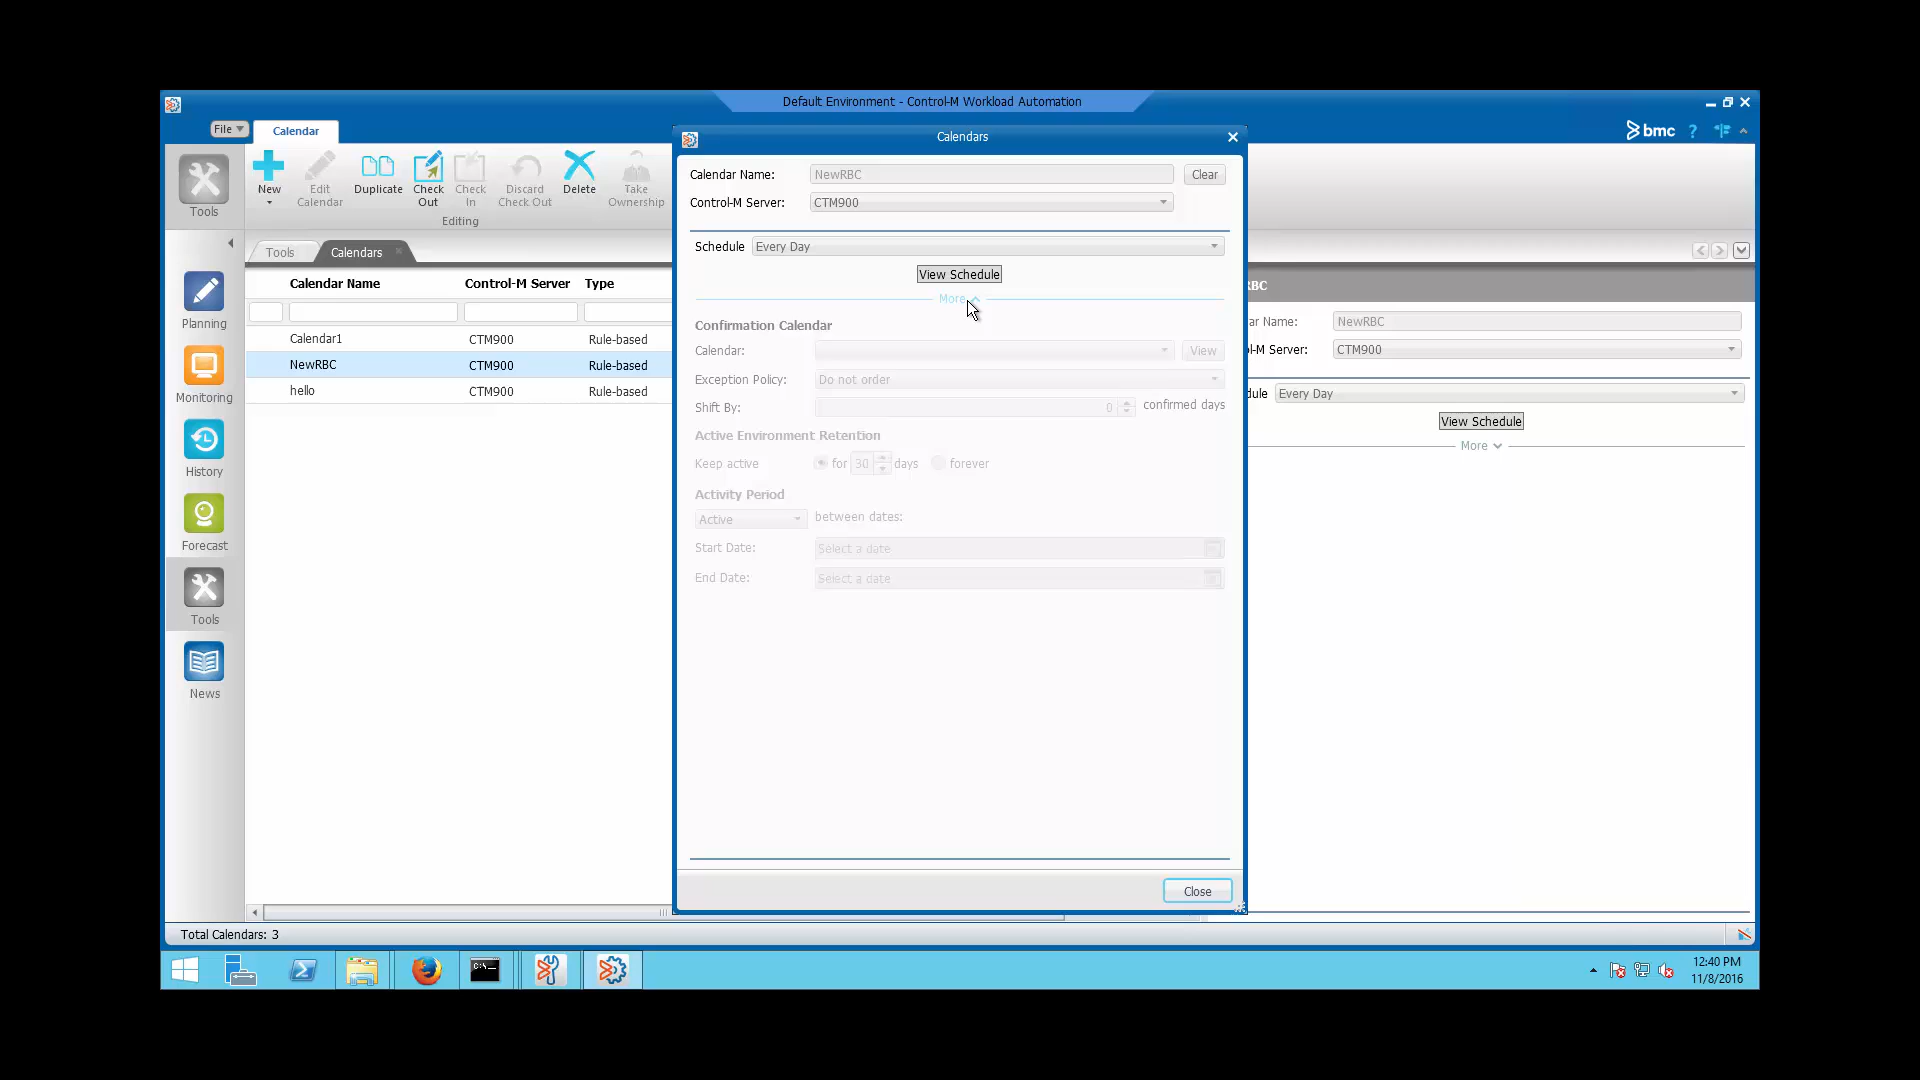 Default Environment - Control-M Workload Automation
File
Calendar
bmc
?
Calendars
Tools
New
Edit Calendar
Duplicate
Check Out
Check In
Discard Check Out
Delete
Take Ownership
Editing
Tools
Calendars
Calendar Name
Control-M Server
Type
Calendar1
CTM900
Rule-based
NewRBC
CTM900
Rule-based
hello
CTM900
Rule-based
Planning
Monitoring
History
Forecast
Tools
News
Calendar Name:
NewRBC
Clear
Control-M Server:
CTM900
Schedule
Every Day
View Schedule
More
Confirmation Calendar
Calendar:
View
Exception Policy:
Do not order
Shift By:
0
confirmed days
Active Environment Retention
Keep active
for
30
days
forever
Activity Period
Active
between dates:
Start Date:
Select a date
End Date:
Select a date
Close
BC
ar Name:
NewRBC
l-M Server:
CTM900
dule
Every Day
View Schedule
More
Total Calendars: 3
12:40 PM
11/8/2016